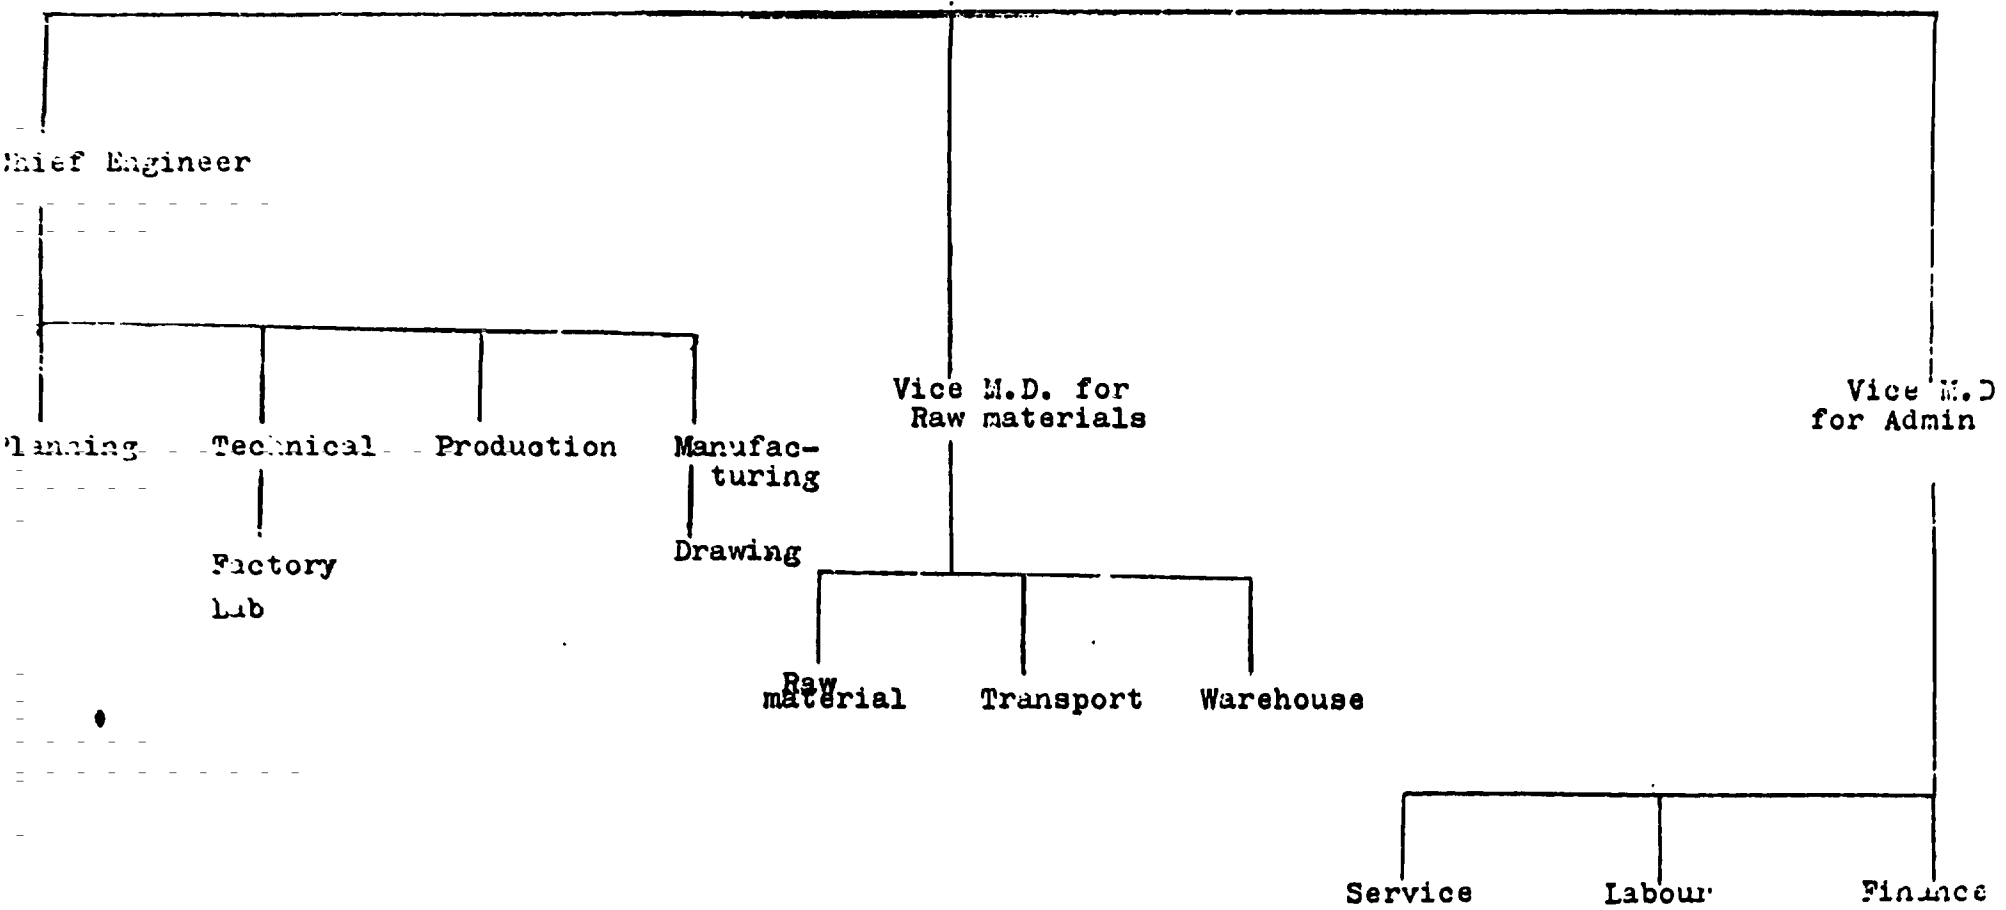 Chief Engineer
Vice M.D. for
Raw materials
Vice M.D
for Admin
Planning
Technical
Production
Manufac-
turing
Factory
Lab
Drawing
Raw
material
Transport
Warehouse
Service
Labour
Finance